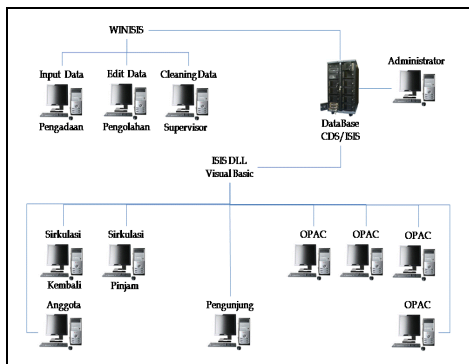 WINISIS
Administrator
Input Data
Edit Data
Cleaning Data
Pengadaan
Pengolahan
Supervisor
DataBase
CDS/ISIS
ISIS DLL
Visual Basic
Sirkulasi
Sirkulasi
OPAC
OPAC
OPAC
Kembali
Pinjam
Anggota
Pengunjung
OPAC